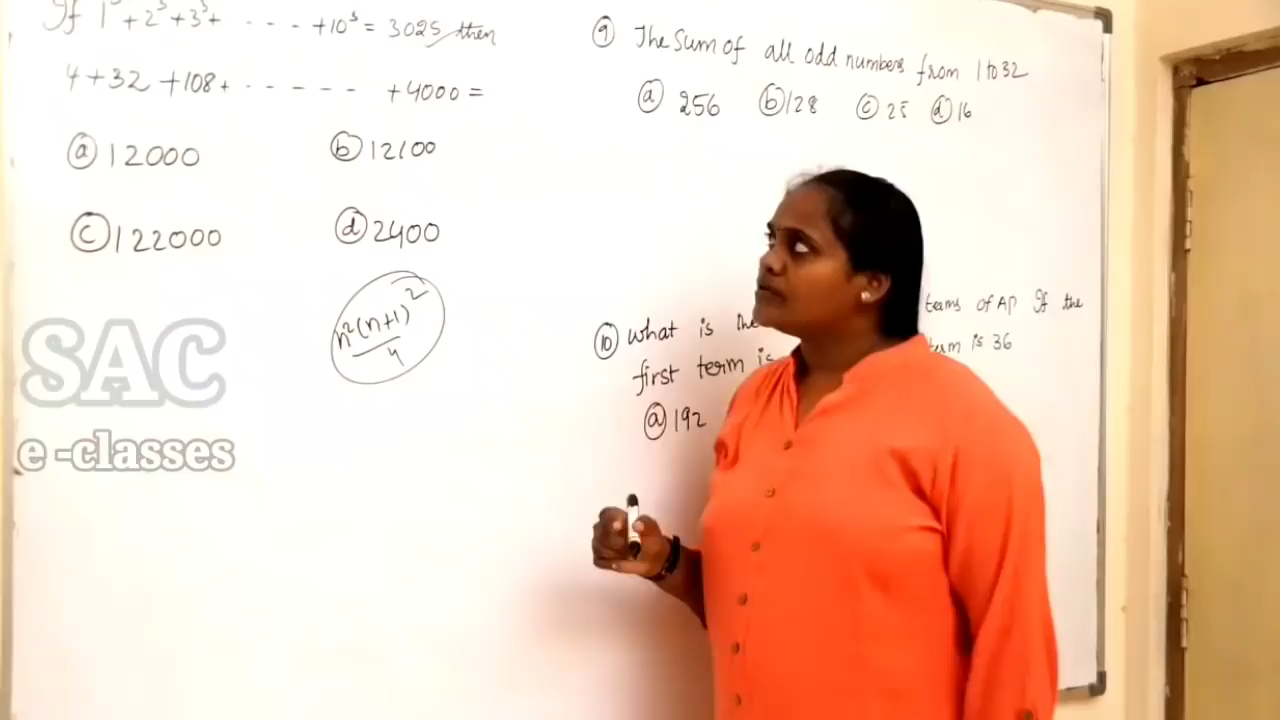 If 1³ + 2³ + 3³ + - - - - + 10³ = 3025 then
4 + 32 + 108 + - - - - - - + 4000 =
ⓐ 12000 ⓑ 12100
ⓒ 122000 ⓓ 2400
n²(n+1)²
4
⑨ The Sum of all odd numbers from 1 to 32
ⓐ 256 ⓑ 128 ⓒ 25 ⓓ 16
⑩ what is the terms of AP If the
first term is term is 36
ⓐ 192
SAC
e-classes